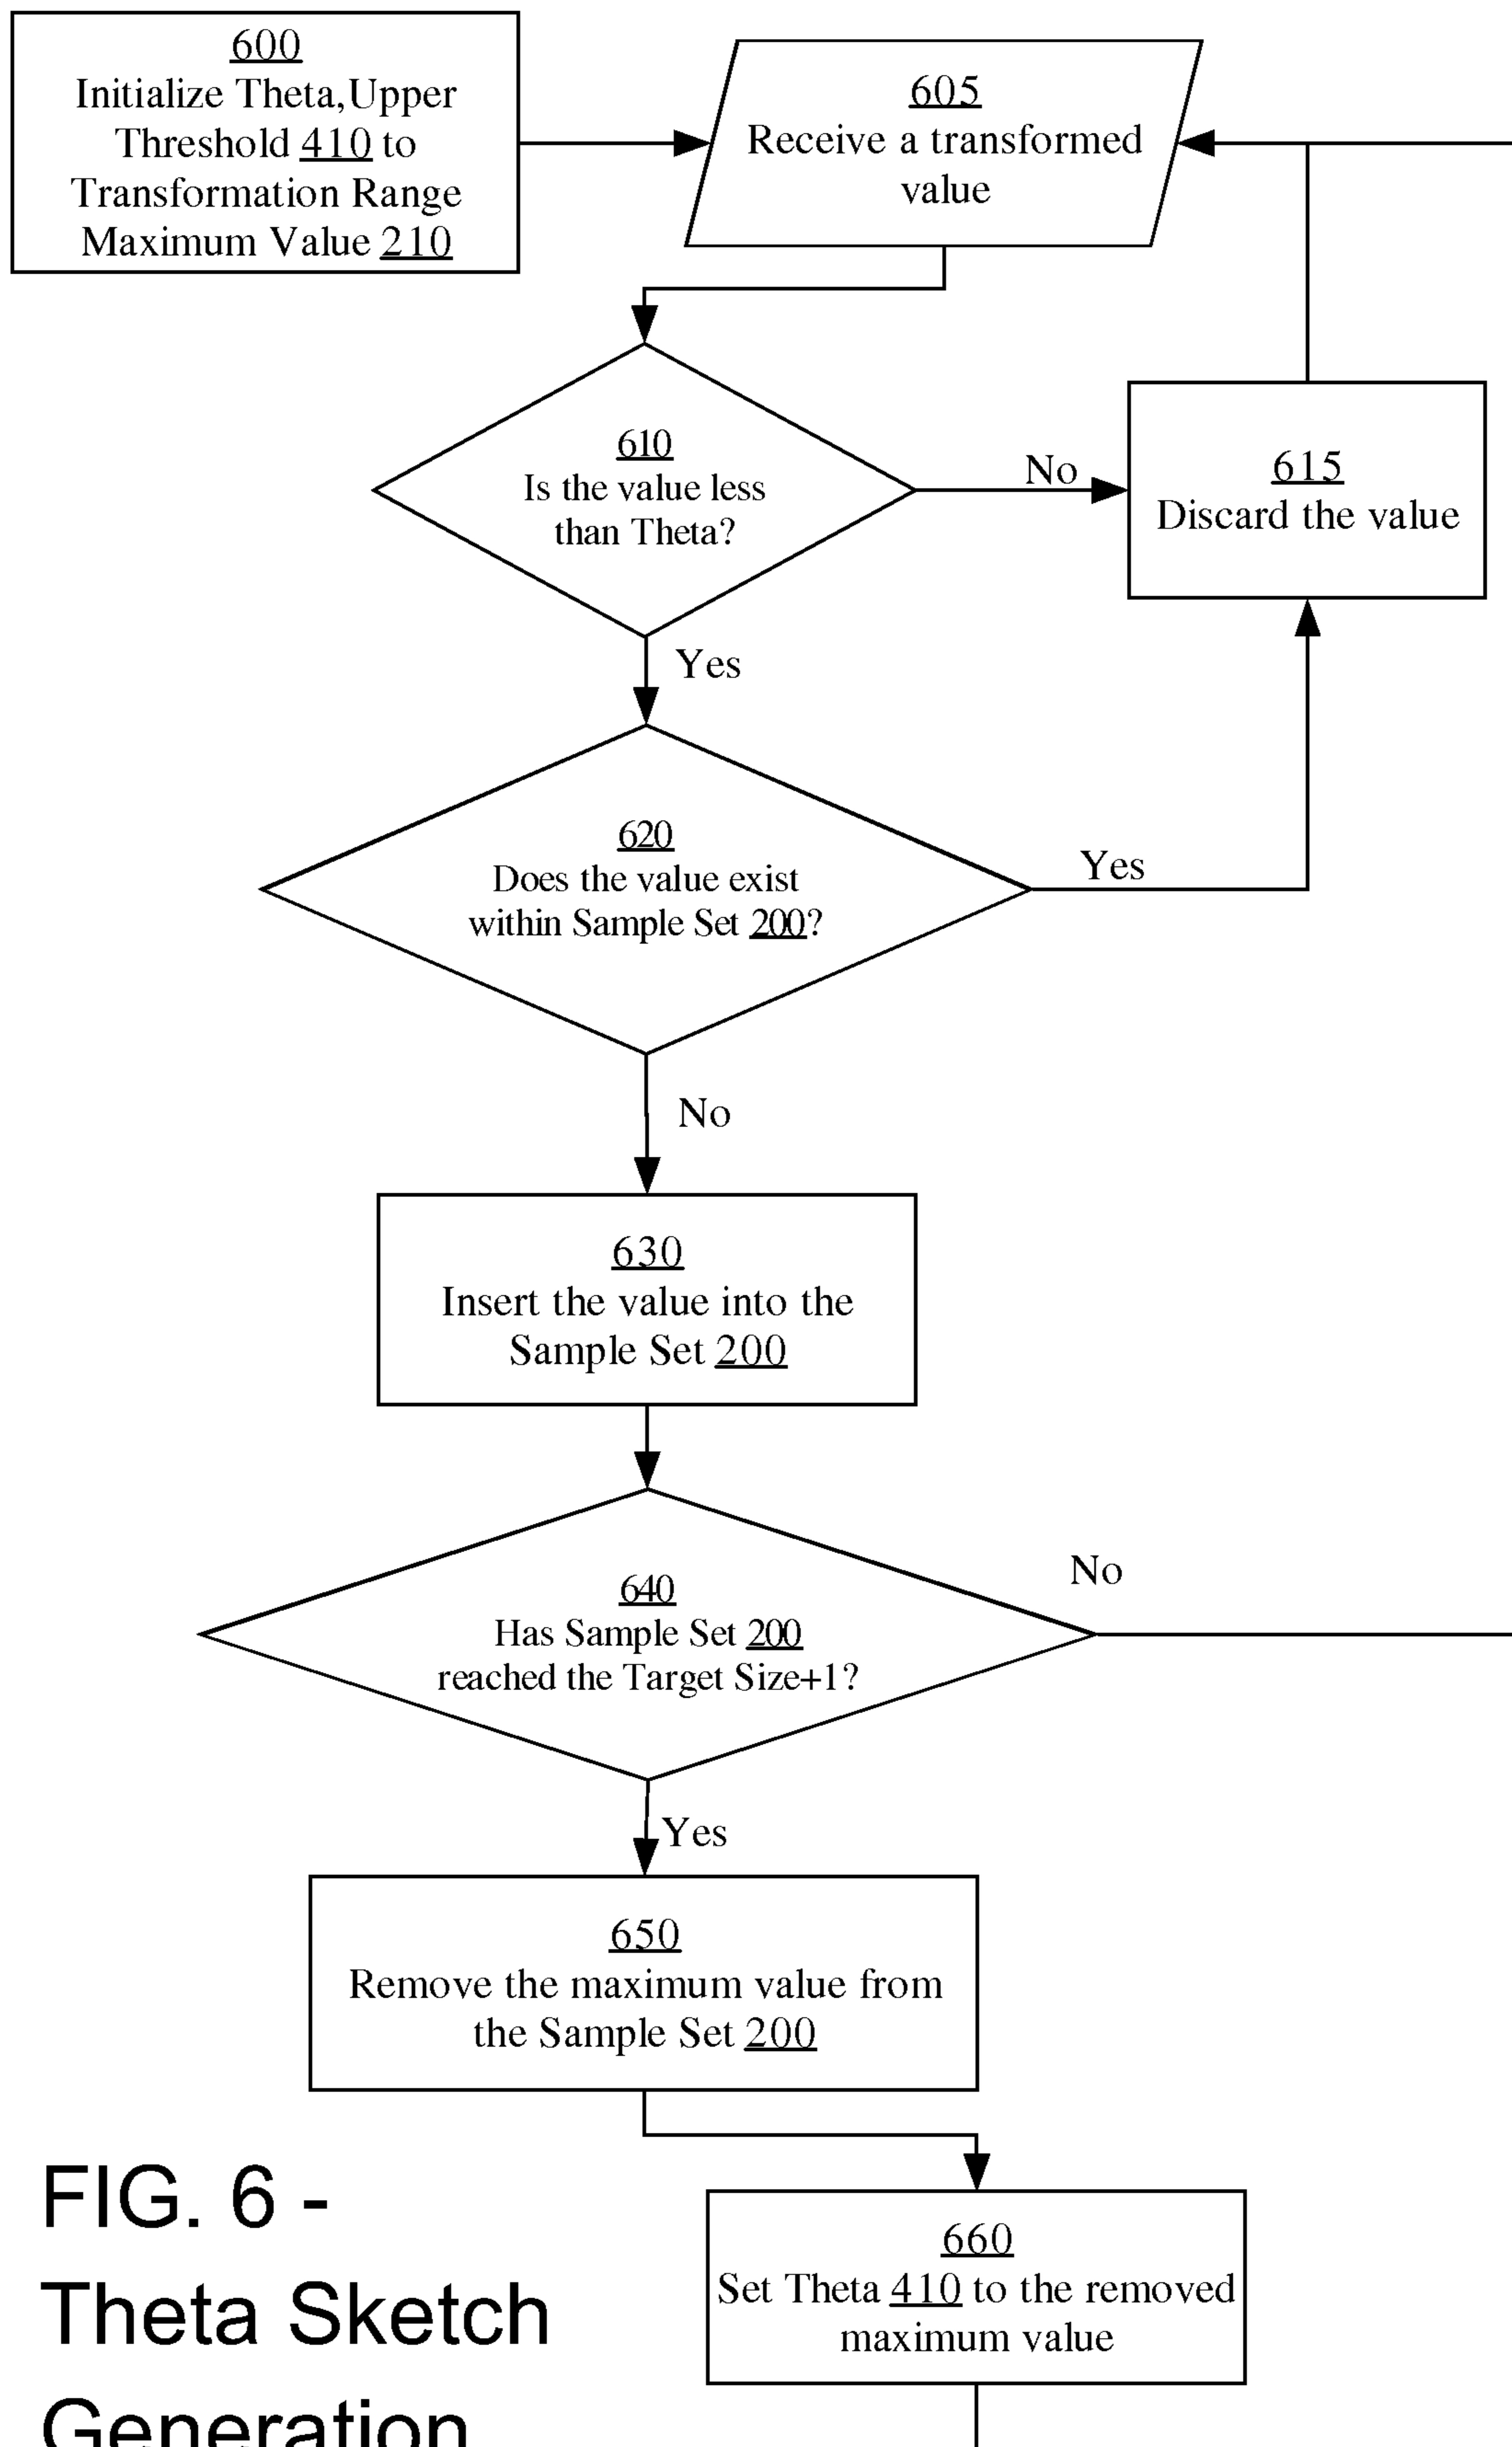 600
Initialize Theta,Upper
Threshold 410 to
Transformation Range
Maximum Value 210
605
Receive a transformed
value
610
Is the value less
than Theta?
No
615
Discard the value
Yes
620
Does the value exist
within Sample Set 200?
Yes
No
630
Insert the value into the
Sample Set 200
640
Has Sample Set 200
reached the Target Size+1?
No
Yes
650
Remove the maximum value from
the Sample Set 200
660
Set Theta 410 to the removed
maximum value
FIG. 6 -
Theta Sketch
Generation